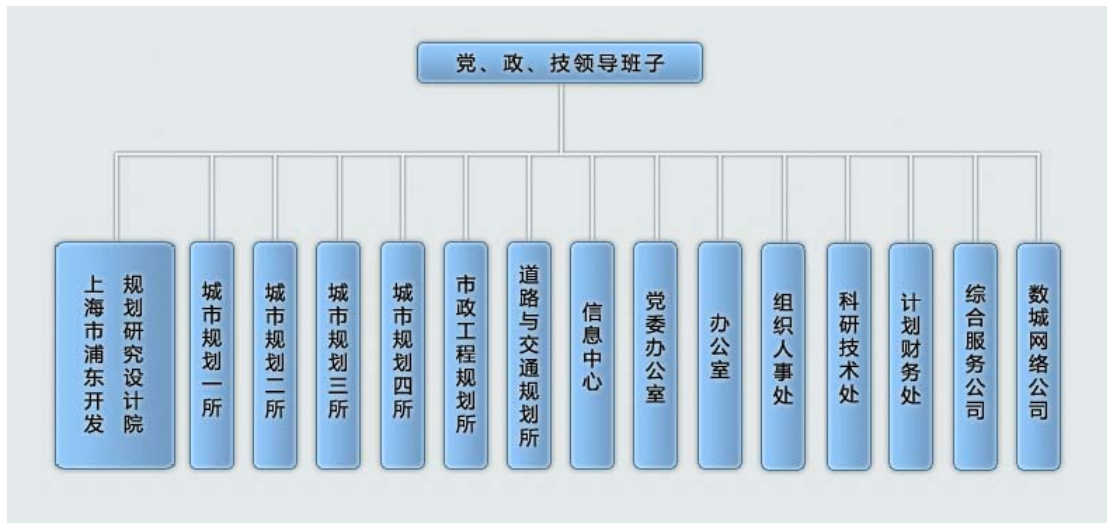 党、政、技领导班子
上海市浦东开发
规划研究设计院
城市规划一所
城市规划二所
城市规划三所
城市规划四所
市政工程规划所
道路与交通规划所
信息中心
党委办公室
办公室
组织人事处
科研技术处
计划财务处
综合服务公司
数城网络公司